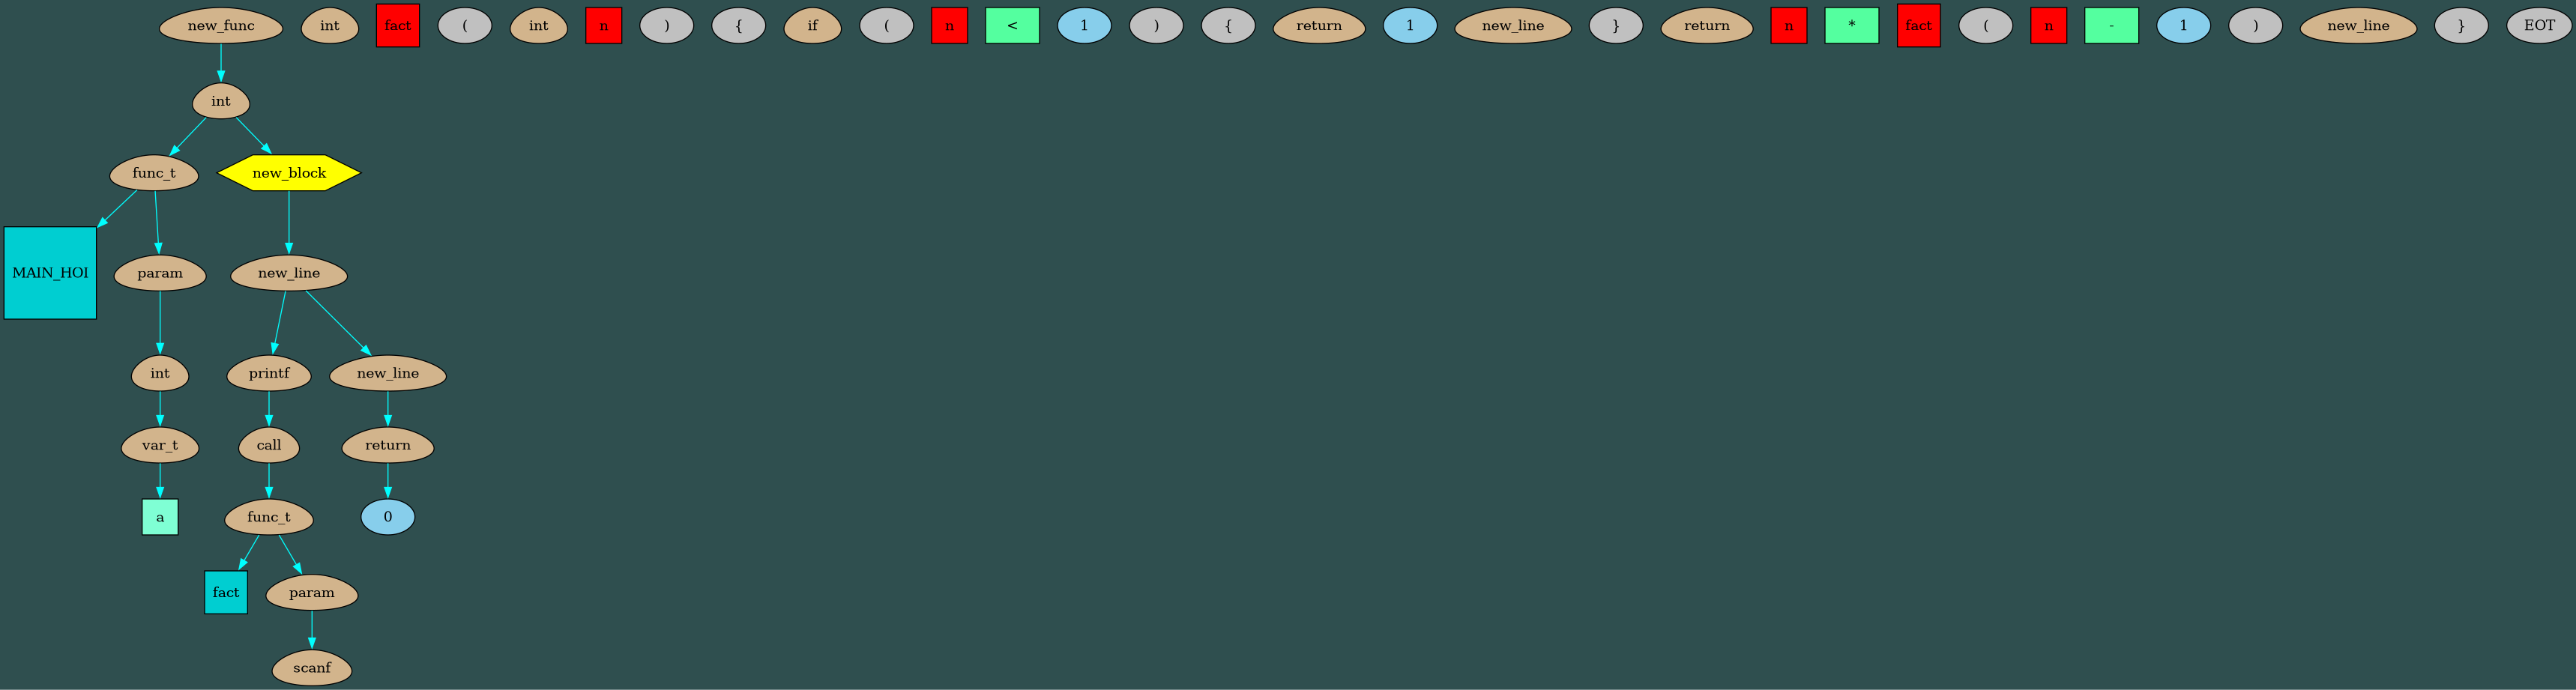 new_func int fact ( int n ) { if ( n < 1 ) { return 1 new_line } return n * fact ( n - 1 ) new_line } EOT
int
func_t new_block
MAIN_HOI param new_line
int printf new_line
var_t call return
a func_t 0
fact param
scanf